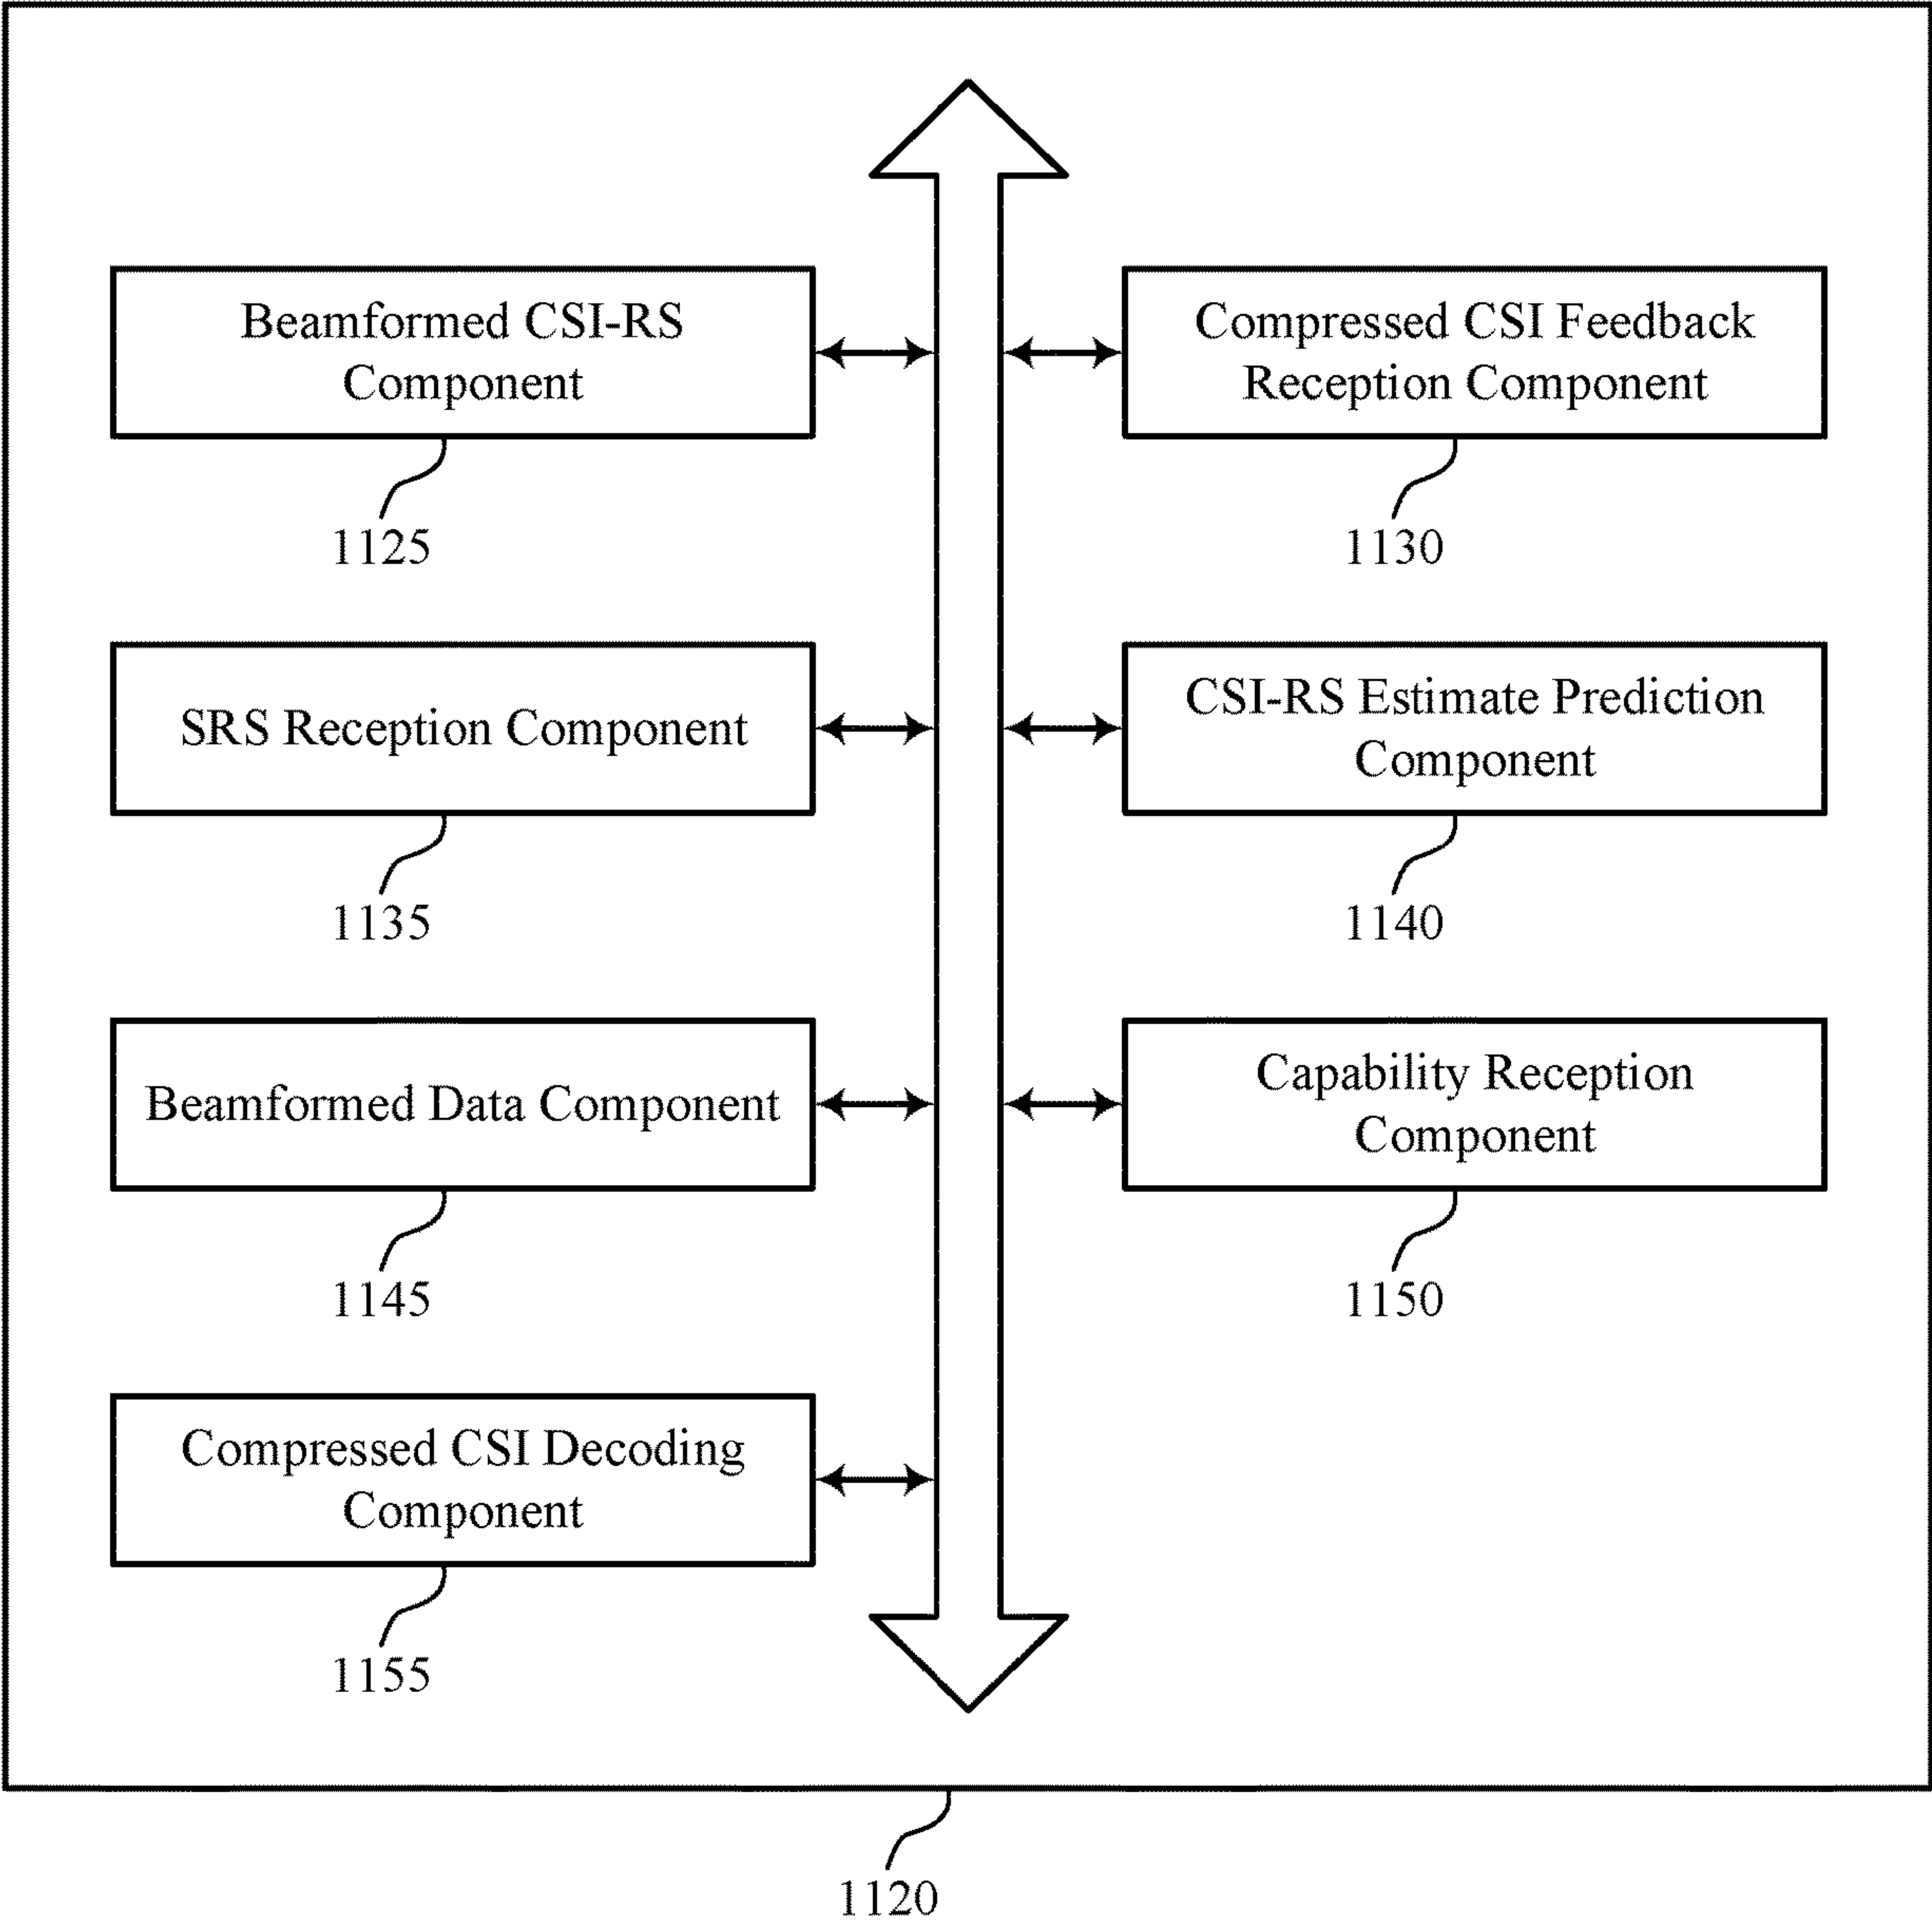 Beamformed CSI-RS
Component
1125
Compressed CSI Feedback
Reception Component
1130
SRS Reception Component
1135
CSI-RS Estimate Prediction
Component
1140
Beamformed Data Component
1145
Capability Reception
Component
1150
Compressed CSI Decoding
Component
1155
1120